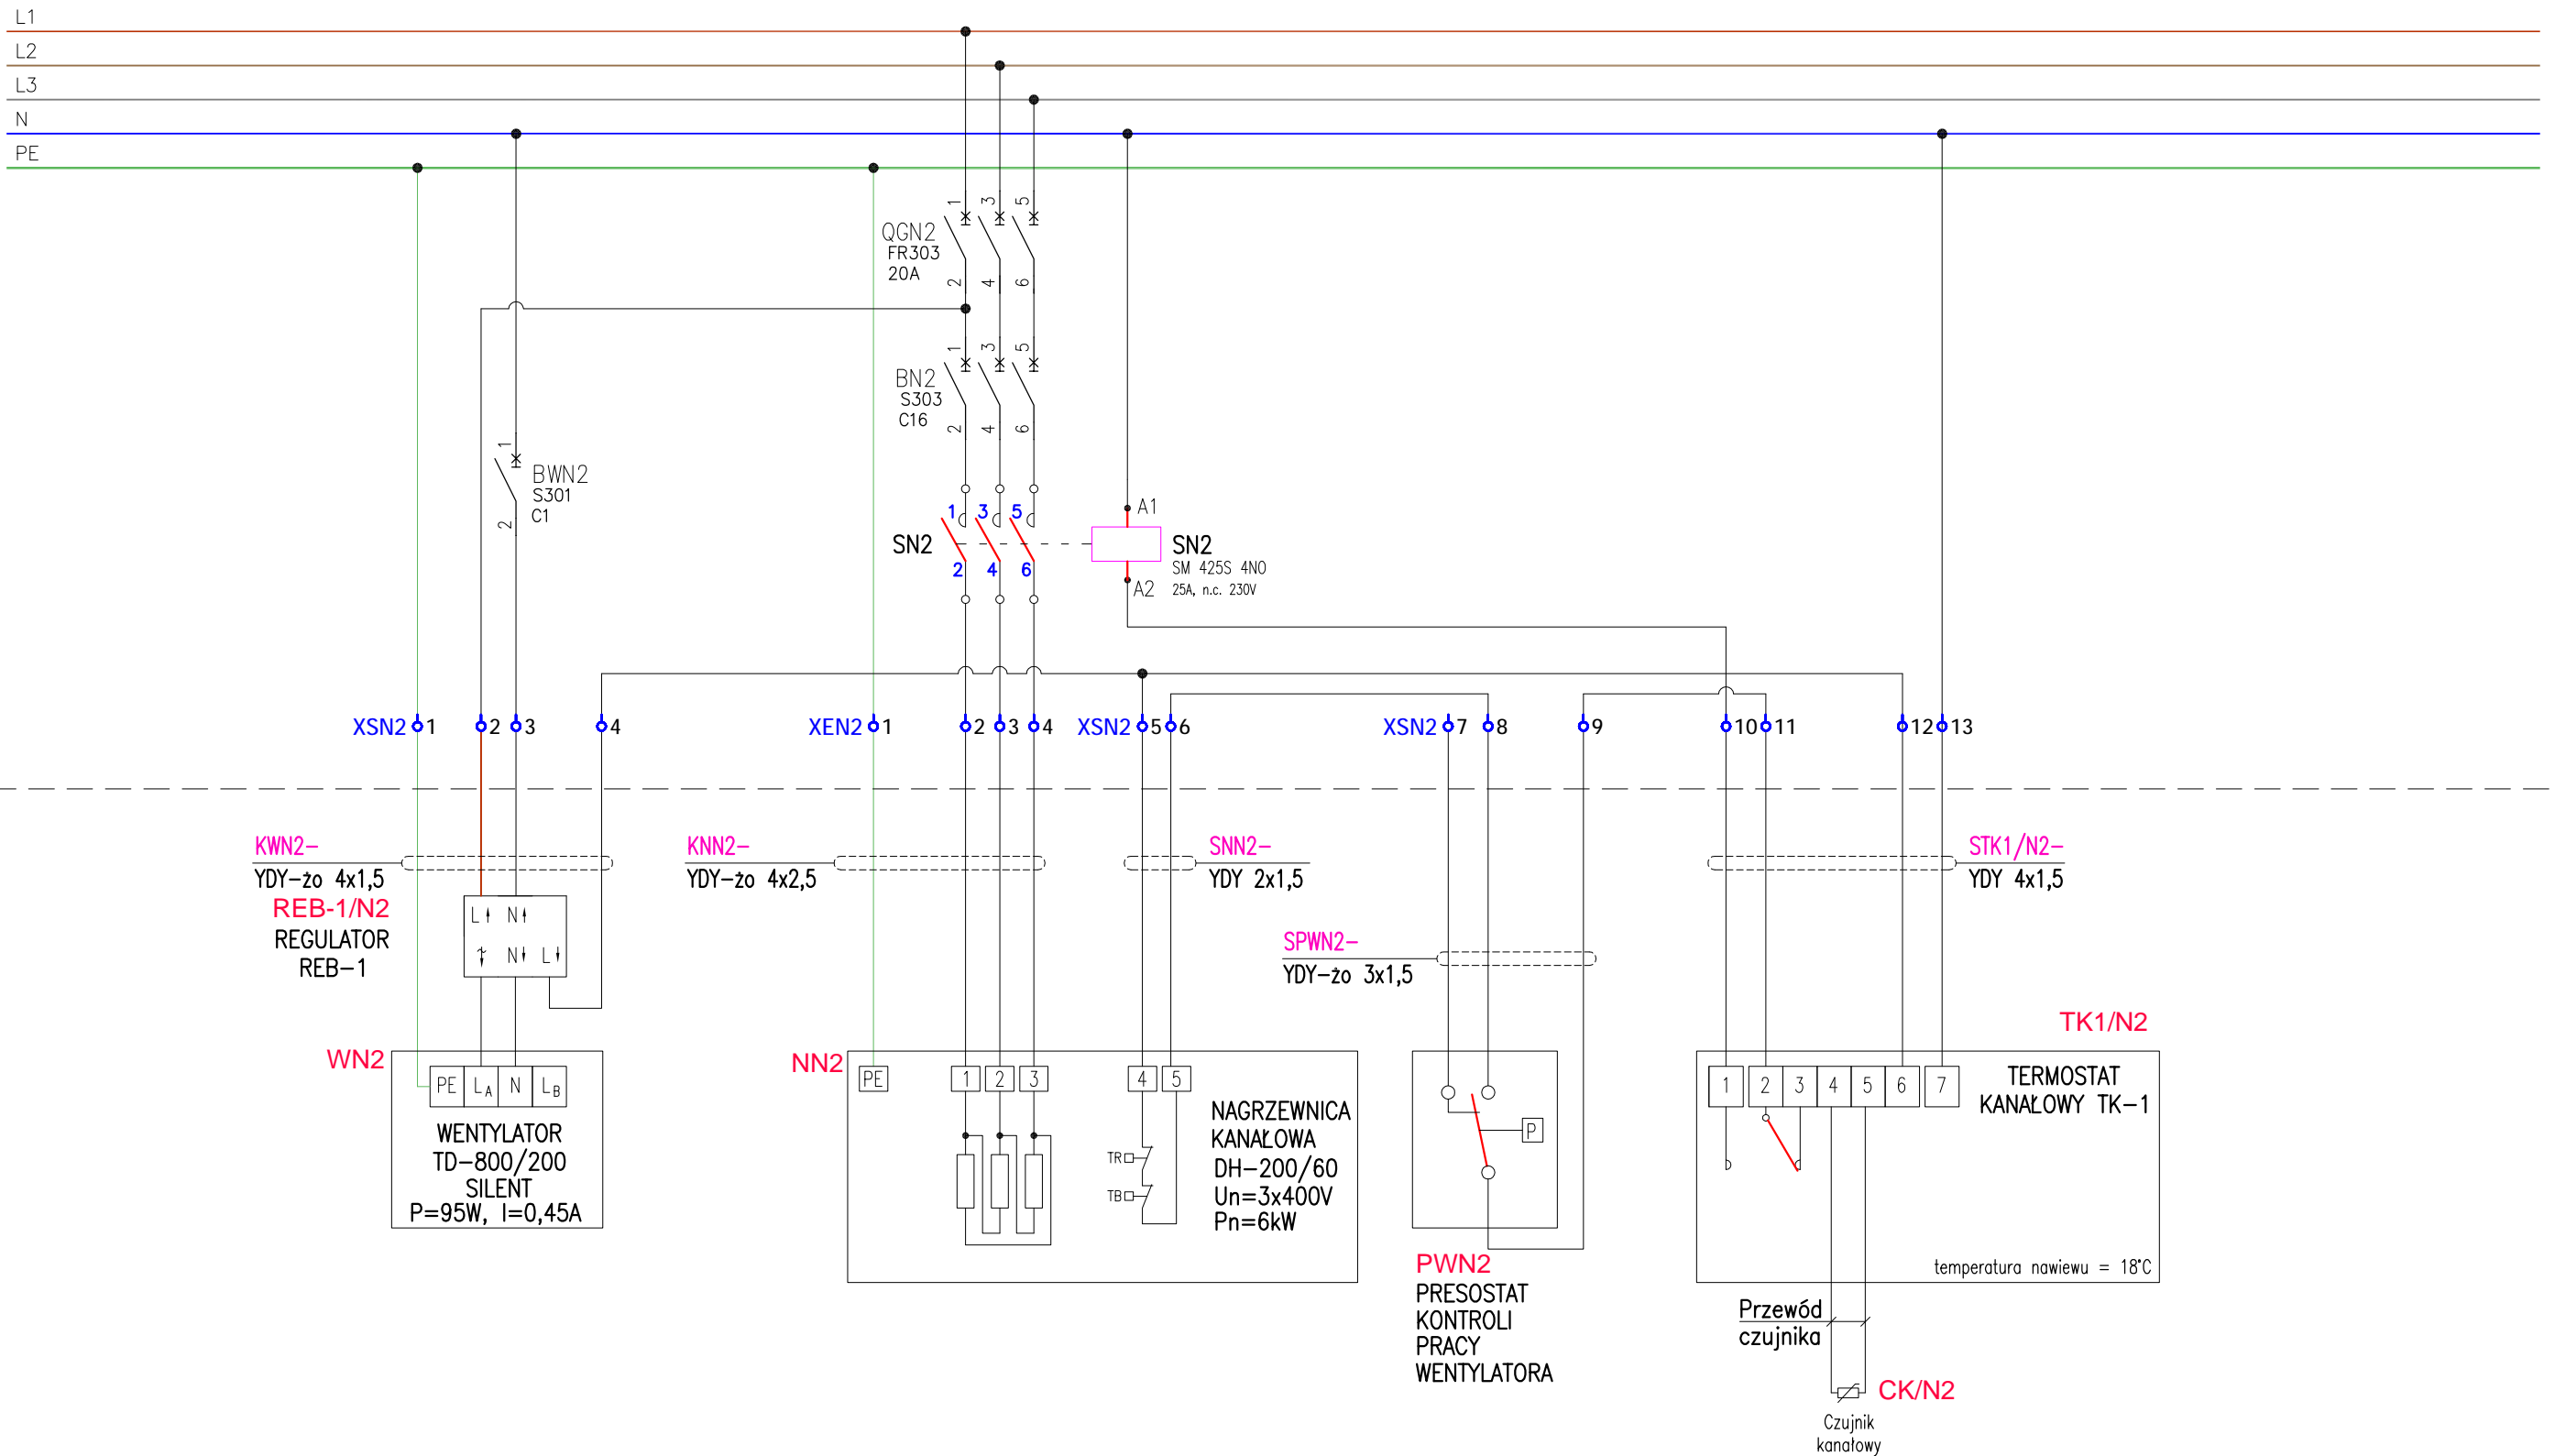 L1
L2
L3
N
PE
1 3 5
QGN2
FR303
20A
2 4 6
1 3 5
BN2
S303
C16
2 4 6
1
BWN2
S301
C1
2
1 3 5
SN2
2 4 6
A1
SN2
SM 425S 4NO
A2 25A, n.c. 230V
XSN2 1 2 3 4 XEN2 1 2 3 4 XSN2 5 6 XSN2 7 8 9 10 11 12 13
KWN2-
YDY-żo 4x1,5
KNN2-
YDY-żo 4x2,5
SNN2-
YDY 2x1,5
STK1/N2-
YDY 4x1,5
REB-1/N2
REGULATOR
REB-1
L N
N L
SPWN2-
YDY-żo 3x1,5
WN2
PE LA N LB
WENTYLATOR
TD-800/200
SILENT
P=95W, I=0,45A
NN2
PE 1 2 3 4 5
TR
TB
NAGRZEWNICA
KANAŁOWA
DH-200/60
Un=3x400V
Pn=6kW
P
PWN2
PRESOSTAT
KONTROLI
PRACY
WENTYLATORA
TK1/N2
1 2 3 4 5 6 7
TERMOSTAT
KANAŁOWY TK-1
temperatura nawiewu = 18°C
Przewód
czujnika
CK/N2
Czujnik
kanałowy